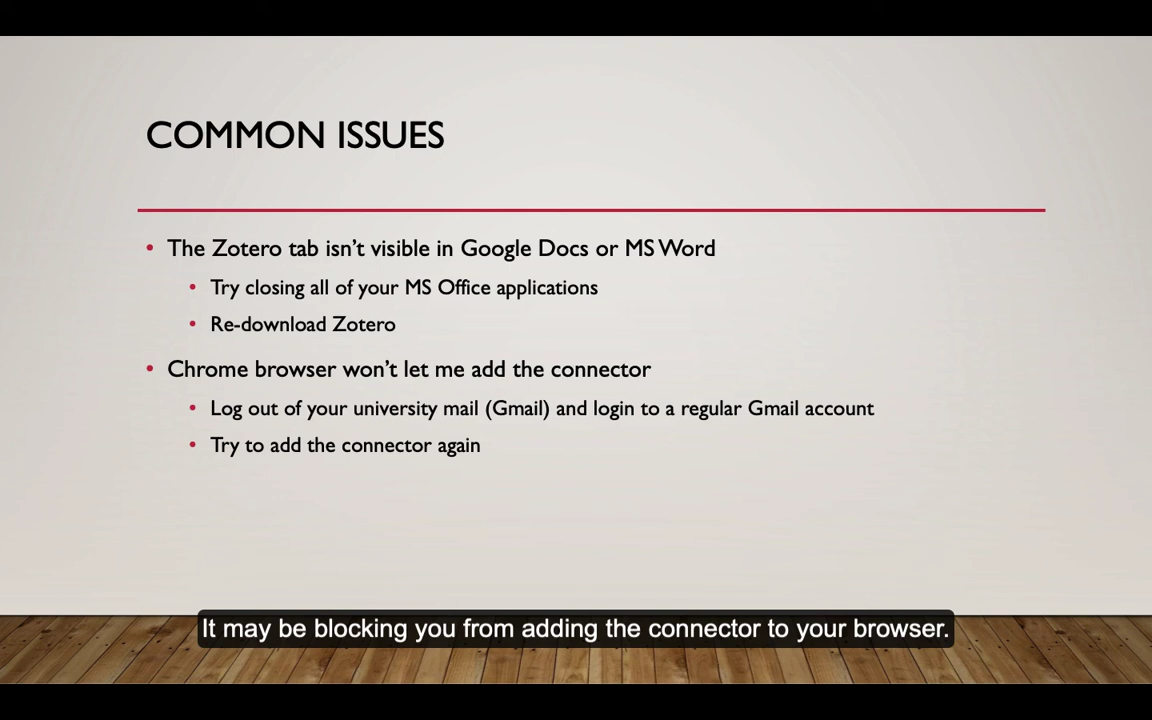 COMMON ISSUES
• The Zotero tab isn't visible in Google Docs or MS Word
• Try closing all of your MS Office applications
• Re-download Zotero
• Chrome browser won't let me add the connector
• Log out of your university mail (Gmail) and login to a regular Gmail account
• Try to add the connector again
It may be blocking you from adding the connector to your browser.